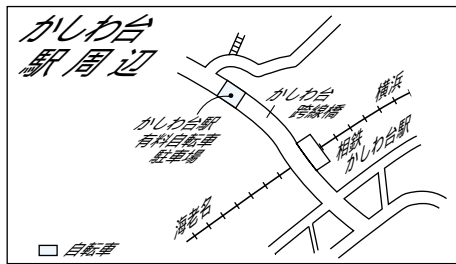 かしわ台
駅周辺
かしわ台
跨線橋
横浜
かしわ台駅
有料自転車
駐車場
相鉄
かしわ台駅
海老名
自転車